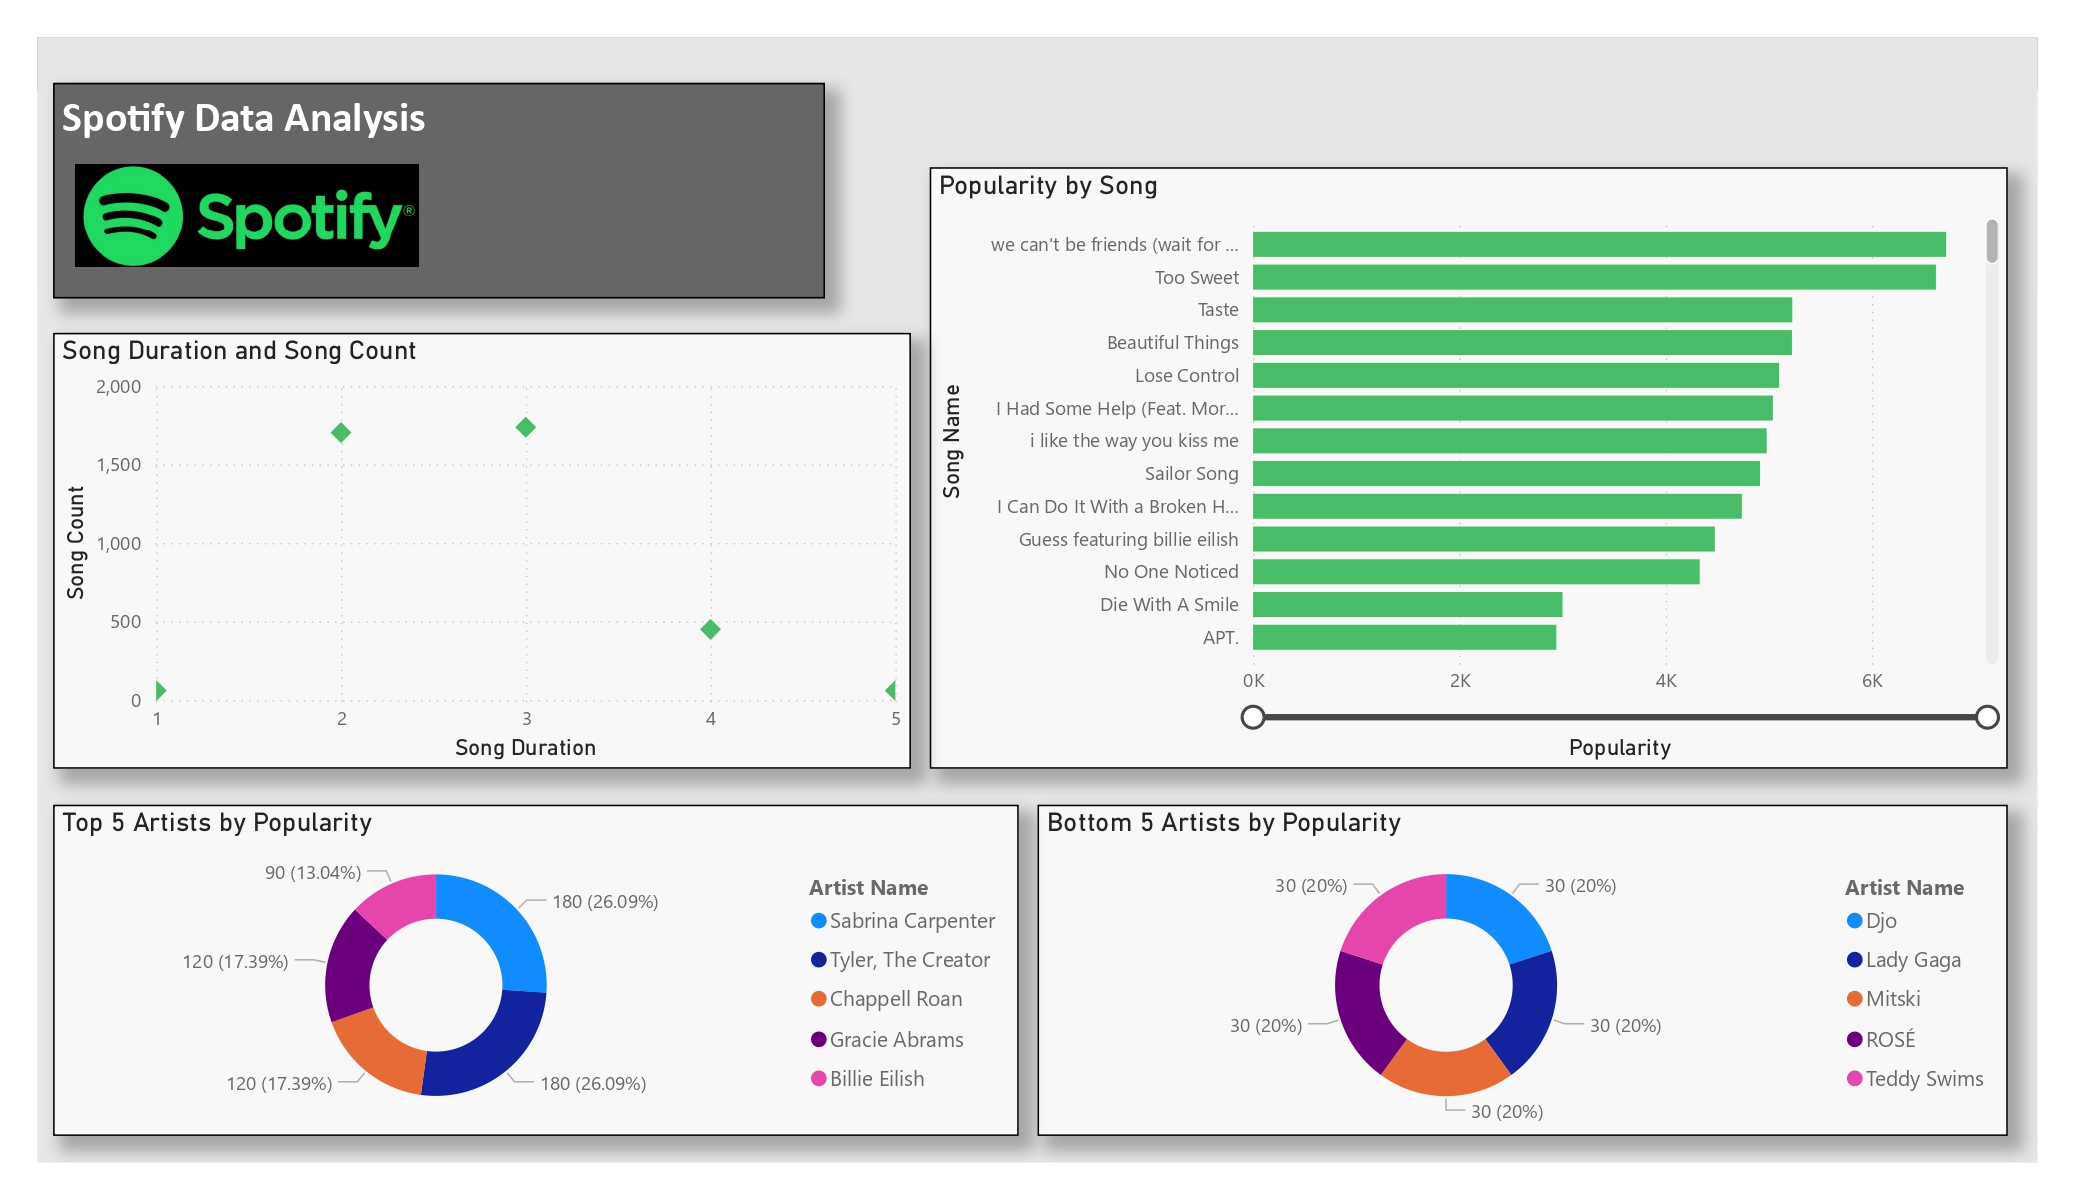 Spotify Data Analysis
Spotify®
Song Duration and Song Count
2,000
1,500
1,000
500
0
Song Count
1 2 3 4 5
Song Duration
Popularity by Song
Song Name
we can't be friends (wait for ...
Too Sweet
Taste
Beautiful Things
Lose Control
I Had Some Help (Feat. Mor...
i like the way you kiss me
Sailor Song
I Can Do It With a Broken H...
Guess featuring billie eilish
No One Noticed
Die With A Smile
APT.
0K 2K 4K 6K
Popularity
Top 5 Artists by Popularity
90 (13.04%)
180 (26.09%)
120 (17.39%)
120 (17.39%)
180 (26.09%)
Artist Name
Sabrina Carpenter
Tyler, The Creator
Chappell Roan
Gracie Abrams
Billie Eilish
Bottom 5 Artists by Popularity
30 (20%)
30 (20%)
30 (20%)
30 (20%)
30 (20%)
Artist Name
Djo
Lady Gaga
Mitski
ROSÉ
Teddy Swims